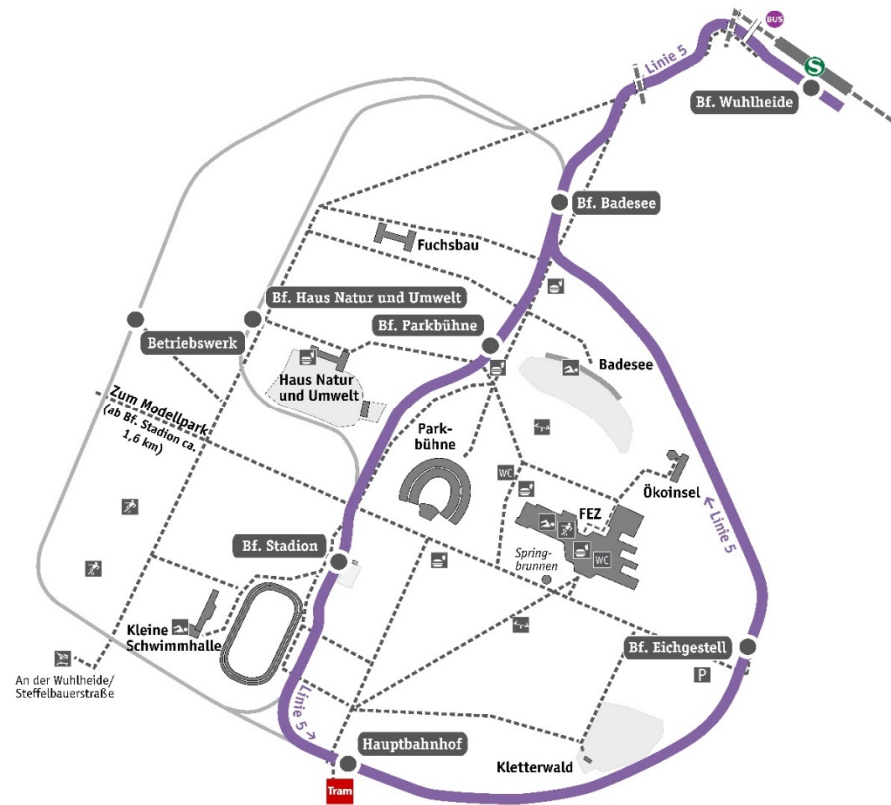 BUS
Linie 5
S
Bf. Wuhlheide
Bf. Badesee
Fuchsbau
Bf. Haus Natur und Umwelt
Bf. Parkbühne
Betriebswerk
Badesee
Haus Natur
und Umwelt
Zum Modellpark
(ab Bf. Stadion ca.
1,6 km)
Park-
bühne
WC
Ökoinsel
FEZ
← Linie 5
Bf. Stadion
Spring-
brunnen
WC
Kleine
Schwimmhalle
Bf. Eichgestell
P
An der Wuhlheide/
Steffelbauerstraße
Linie 5 →
Hauptbahnhof
Kletterwald
Tram